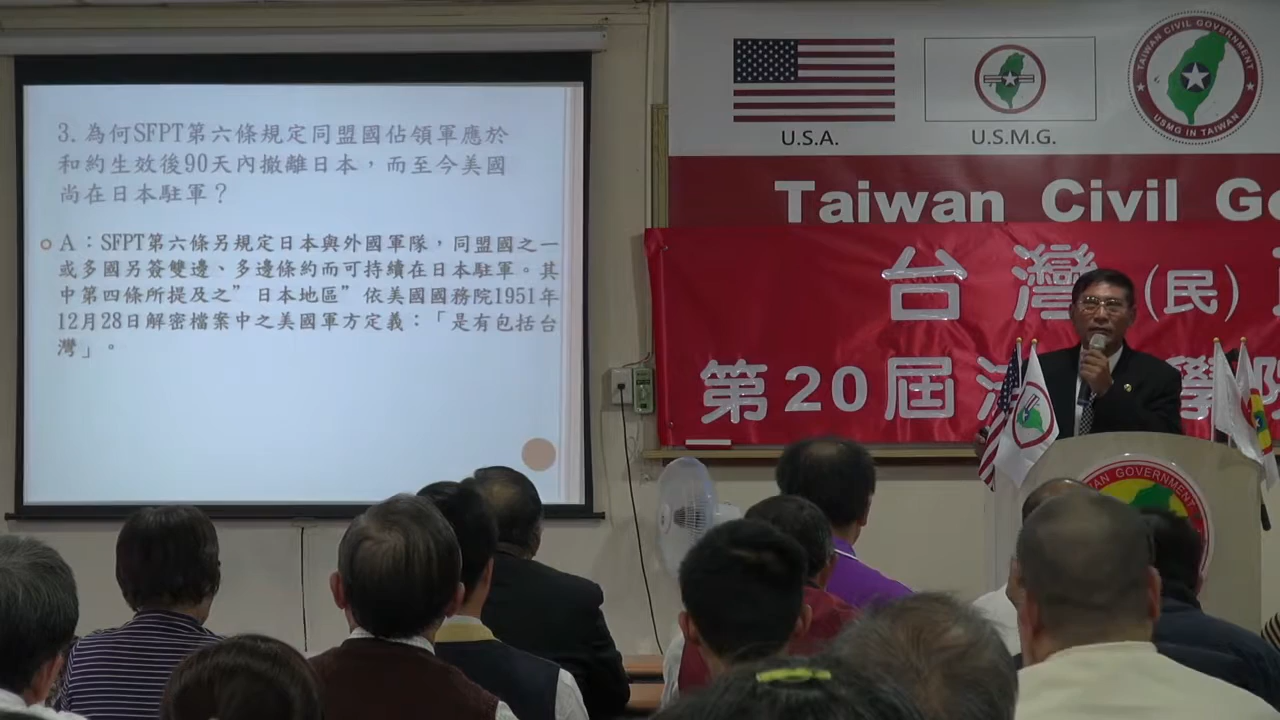 3. 為何SFPT第六條規定同盟國佔領軍應於
和約生效後90天內撤離日本，而至今美國
尚在日本駐軍？
A：SFPT第六條另規定日本與外國軍隊，同盟國之一
或多國另簽雙邊、多邊條約而可持續在日本駐軍。其
中第四條所提及之”日本地區”依美國國務院1951年
12月28日解密檔案中之美國軍方定義：「是有包括台
灣」。
U.S.A.
U.S.M.G.
TAIWAN CIVIL GOVERNMENT
USMG IN TAIWAN
Taiwan Civil Go
台灣(民)
第20屆
學
GOVERNMENT